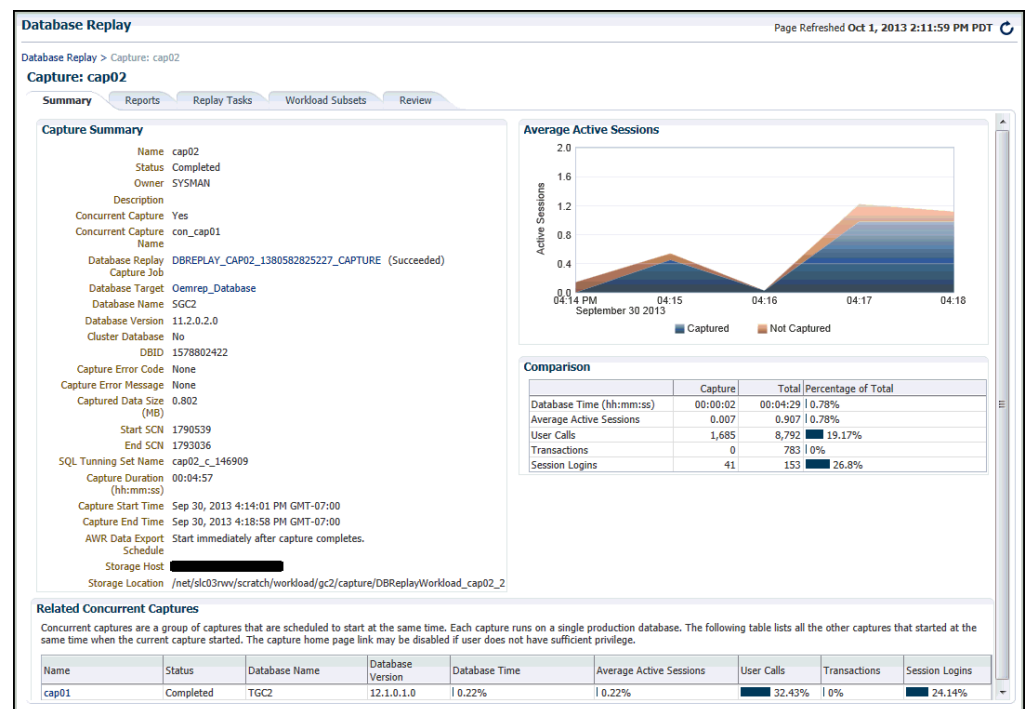 Database Replay
Page Refreshed Oct 1, 2013 2:11:59 PM PDT
Database Replay > Capture: cap02
Capture: cap02
Summary Reports Replay Tasks Workload Subsets Review
Capture Summary
Name cap02
Status Completed
Owner SYSMAN
Description
Concurrent Capture Yes
Concurrent Capture con_cap01
Name
Database Replay DBREPLAY_CAP02_1380582825227_CAPTURE (Succeeded)
Capture Job
Database Target Oemrep_Database
Database Name SGC2
Database Version 11.2.0.2.0
Cluster Database No
DBID 1578802422
Capture Error Code None
Capture Error Message None
Captured Data Size 0.802
(MB)
Start SCN 1790539
End SCN 1793036
SQL Tunning Set Name cap02_c_146909
Capture Duration 00:04:57
(hh:mm:ss)
Capture Start Time Sep 30, 2013 4:14:01 PM GMT-07:00
Capture End Time Sep 30, 2013 4:18:58 PM GMT-07:00
AWR Data Export Start immediately after capture completes.
Schedule
Storage Host
Storage Location /net/slc03rwv/scratch/workload/gc2/capture/DBReplayWorkload_cap02_2
Average Active Sessions
Active Sessions
2.0
1.6
1.2
0.8
0.4
0.0
04:14 PM 04:15 04:16 04:17 04:18
September 30 2013
Captured Not Captured
Comparison
Capture Total Percentage of Total
Database Time (hh:mm:ss) 00:00:02 00:04:29 0.78%
Average Active Sessions 0.007 0.907 0.78%
User Calls 1,685 8,792 19.17%
Transactions 0 783 0%
Session Logins 41 153 26.8%
Related Concurrent Captures
Concurrent captures are a group of captures that are scheduled to start at the same time. Each capture runs on a single production database. The following table lists all the other captures that started at the
same time when the current capture started. The capture home page link may be disabled if user does not have sufficient privilege.
Name Status Database Name Database Version Database Time Average Active Sessions User Calls Transactions Session Logins
cap01 Completed TGC2 12.1.0.1.0 0.22% 0.22% 32.43% 0% 24.14%